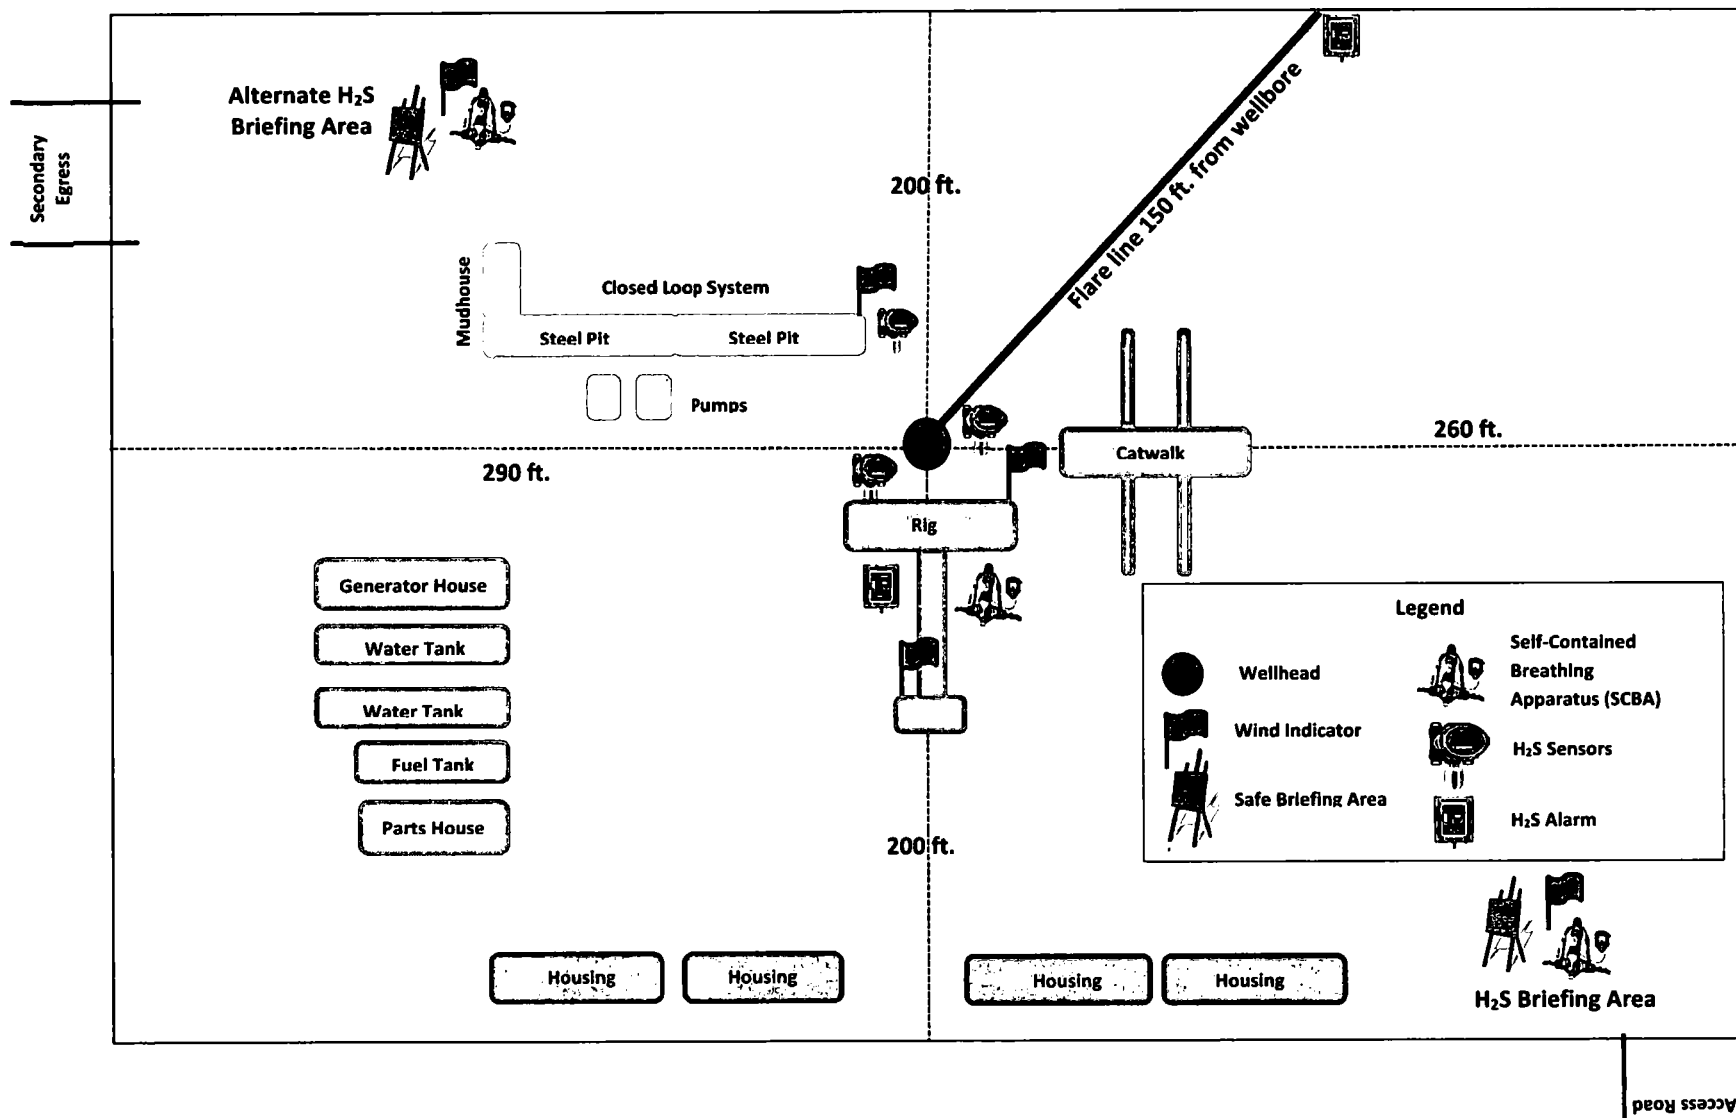 Alternate H₂S
Briefing Area
Secondary
Egress
200 ft.
Flare line 150 ft. from wellbore
Mudhouse
Closed Loop System
Steel Pit
Steel Pit
Pumps
290 ft.
260 ft.
Catwalk
Rig
Generator House
Water Tank
Water Tank
Fuel Tank
Parts House
200 ft.
Legend
Wellhead
Wind Indicator
Safe Briefing Area
Self-Contained
Breathing
Apparatus (SCBA)
H₂S Sensors
H₂S Alarm
Housing
Housing
Housing
Housing
H₂S Briefing Area
Access Road